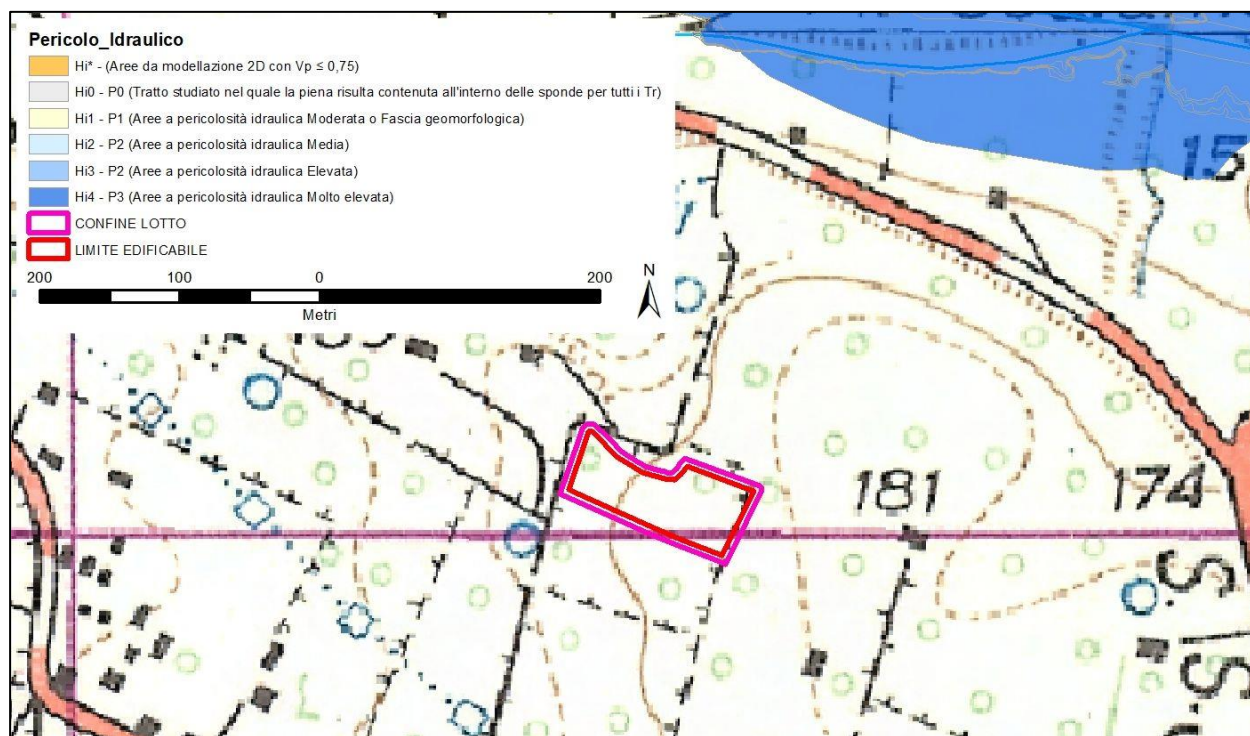 Pericolo_Idraulico
Hi* - (Aree da modellazione 2D con Vp ≤ 0,75)
Hi0 - P0 (Tratto studiato nel quale la piena risulta contenuta all'interno delle sponde per tutti i Tr)
Hi1 - P1 (Aree a pericolosità idraulica Moderata o Fascia geomorfologica)
Hi2 - P2 (Aree a pericolosità idraulica Media)
Hi3 - P2 (Aree a pericolosità idraulica Elevata)
Hi4 - P3 (Aree a pericolosità idraulica Molto elevata)
CONFINE LOTTO
LIMITE EDIFICABILE
200 100 0 200
Metri
N
15
181
174